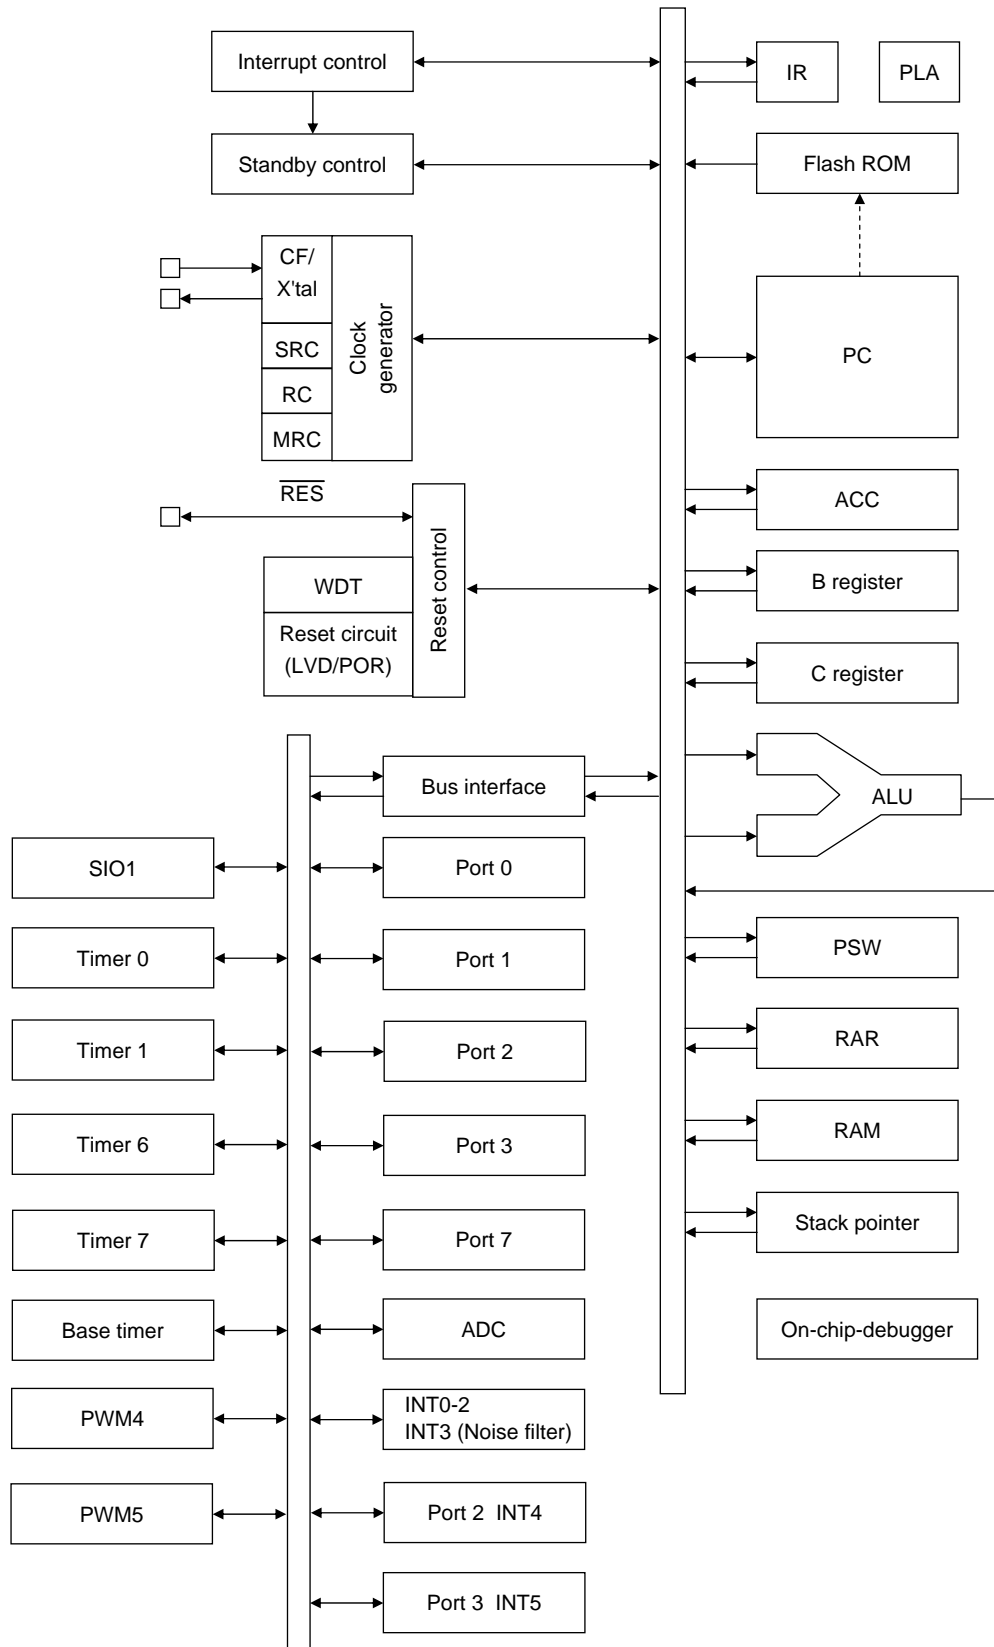 Interrupt control
IR
PLA
Standby control
Flash ROM
CF/
X'tal
SRC
RC
MRC
Clock
generator
PC
RES
WDT
Reset circuit
(LVD/POR)
Reset control
ACC
B register
C register
Bus interface
ALU
SIO1
Port 0
Timer 0
Port 1
PSW
Timer 1
Port 2
RAR
Timer 6
Port 3
RAM
Timer 7
Port 7
Stack pointer
Base timer
ADC
On-chip-debugger
PWM4
INT0-2
INT3 (Noise filter)
PWM5
Port 2 INT4
Port 3 INT5